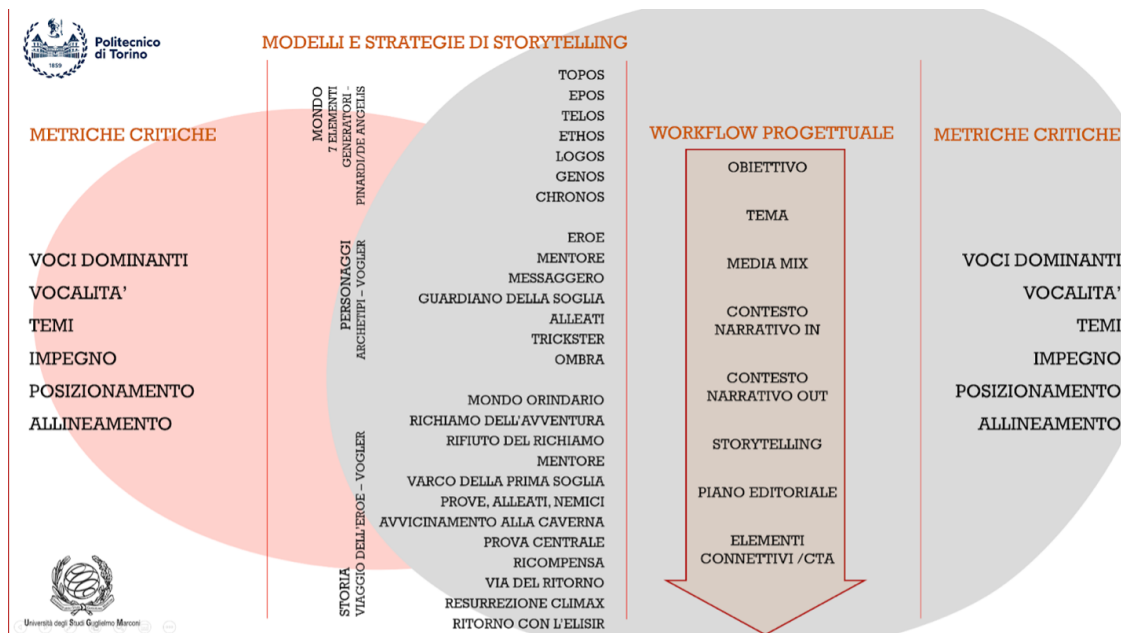 Politecnico
di Torino
1859
MODELLI E STRATEGIE DI STORYTELLING
METRICHE CRITICHE
VOCI DOMINANTI
VOCALITA’
TEMI
IMPEGNO
POSIZIONAMENTO
ALLINEAMENTO
Università degli Studi Guglielmo Marconi
MONDO
7 ELEMENTI
GENERATORI -
PINARDI/DE ANGELIS
TOPOS
EPOS
TELOS
ETHOS
LOGOS
GENOS
CHRONOS
PERSONAGGI
ARCHETIPI – VOGLER
EROE
MENTORE
MESSAGGERO
GUARDIANO DELLA SOGLIA
ALLEATI
TRICKSTER
OMBRA
STORIA
VIAGGIO DELL’EROE – VOGLER
MONDO ORINDARIO
RICHIAMO DELL’AVVENTURA
RIFIUTO DEL RICHIAMO
MENTORE
VARCO DELLA PRIMA SOGLIA
PROVE, ALLEATI, NEMICI
AVVICINAMENTO ALLA CAVERNA
PROVA CENTRALE
RICOMPENSA
VIA DEL RITORNO
RESURREZIONE CLIMAX
RITORNO CON L’ELISIR
WORKFLOW PROGETTUALE
OBIETTIVO
TEMA
MEDIA MIX
CONTESTO
NARRATIVO IN
CONTESTO
NARRATIVO OUT
STORYTELLING
PIANO EDITORIALE
ELEMENTI
CONNETTIVI /CTA
METRICHE CRITICHE
VOCI DOMINANTI
VOCALITA’
TEMI
IMPEGNO
POSIZIONAMENTO
ALLINEAMENTO